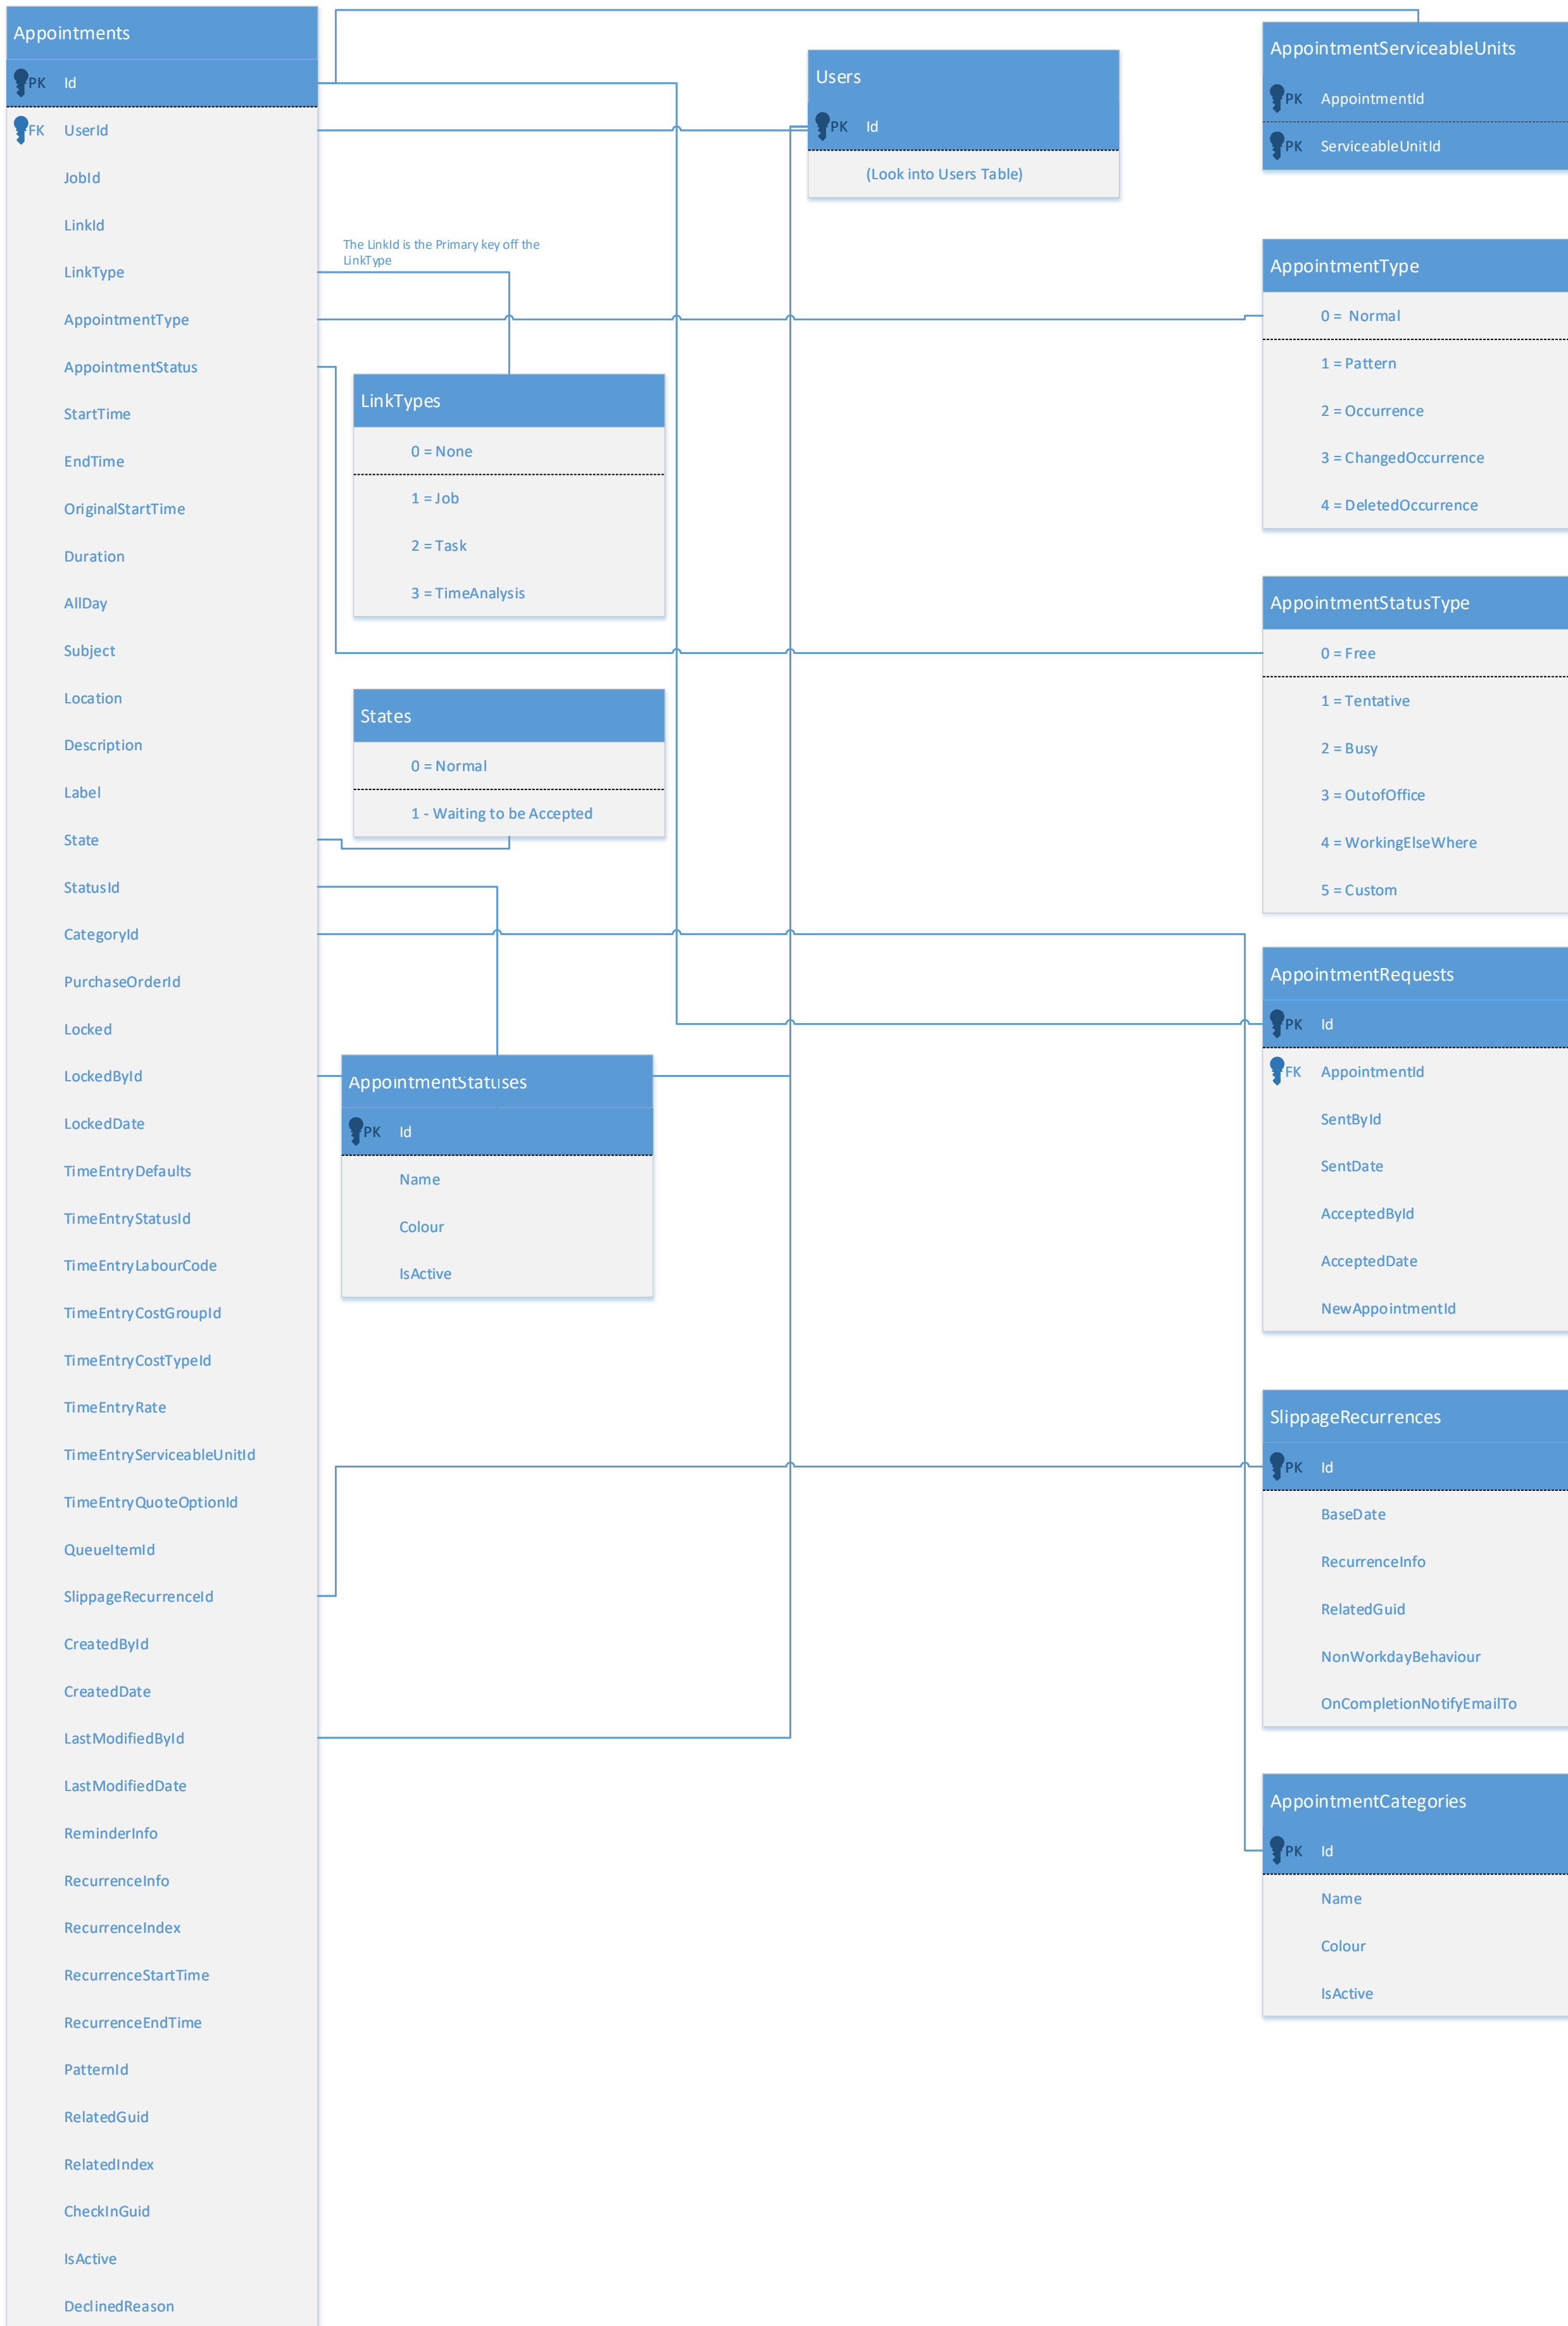 Appointments
PK Id
FK UserId
JobId
LinkId
LinkType
AppointmentType
AppointmentStatus
StartTime
EndTime
OriginalStartTime
Duration
AllDay
Subject
Location
Description
Label
State
StatusId
CategoryId
PurchaseOrderId
Locked
LockedById
LockedDate
TimeEntryDefaults
TimeEntryStatusId
TimeEntryLabourCode
TimeEntryCostGroupId
TimeEntryCostTypeId
TimeEntryRate
TimeEntryServiceableUnitId
TimeEntryQuoteOptionId
QueueItemId
SlippageRecurrenceId
CreatedById
CreatedDate
LastModifiedById
LastModifiedDate
ReminderInfo
RecurrenceInfo
RecurrenceIndex
RecurrenceStartTime
RecurrenceEndTime
PatternId
RelatedGuid
RelatedIndex
CheckInGuid
IsActive
DeclinedReason
The LinkId is the Primary key off the
LinkType
LinkTypes
0 = None
1 = Job
2 = Task
3 = TimeAnalysis
States
0 = Normal
1 - Waiting to be Accepted
AppointmentStatuses
PK Id
Name
Colour
IsActive
Users
PK Id
(Look into Users Table)
AppointmentServiceableUnits
PK AppointmentId
PK ServiceableUnitId
AppointmentType
0 = Normal
1 = Pattern
2 = Occurrence
3 = ChangedOccurrence
4 = DeletedOccurrence
AppointmentStatusType
0 = Free
1 = Tentative
2 = Busy
3 = OutofOffice
4 = WorkingElseWhere
5 = Custom
AppointmentRequests
PK Id
FK AppointmentId
SentById
SentDate
AcceptedById
AcceptedDate
NewAppointmentId
SlippageRecurrences
PK Id
BaseDate
RecurrenceInfo
RelatedGuid
NonWorkdayBehaviour
OnCompletionNotifyEmailTo
AppointmentCategories
PK Id
Name
Colour
IsActive